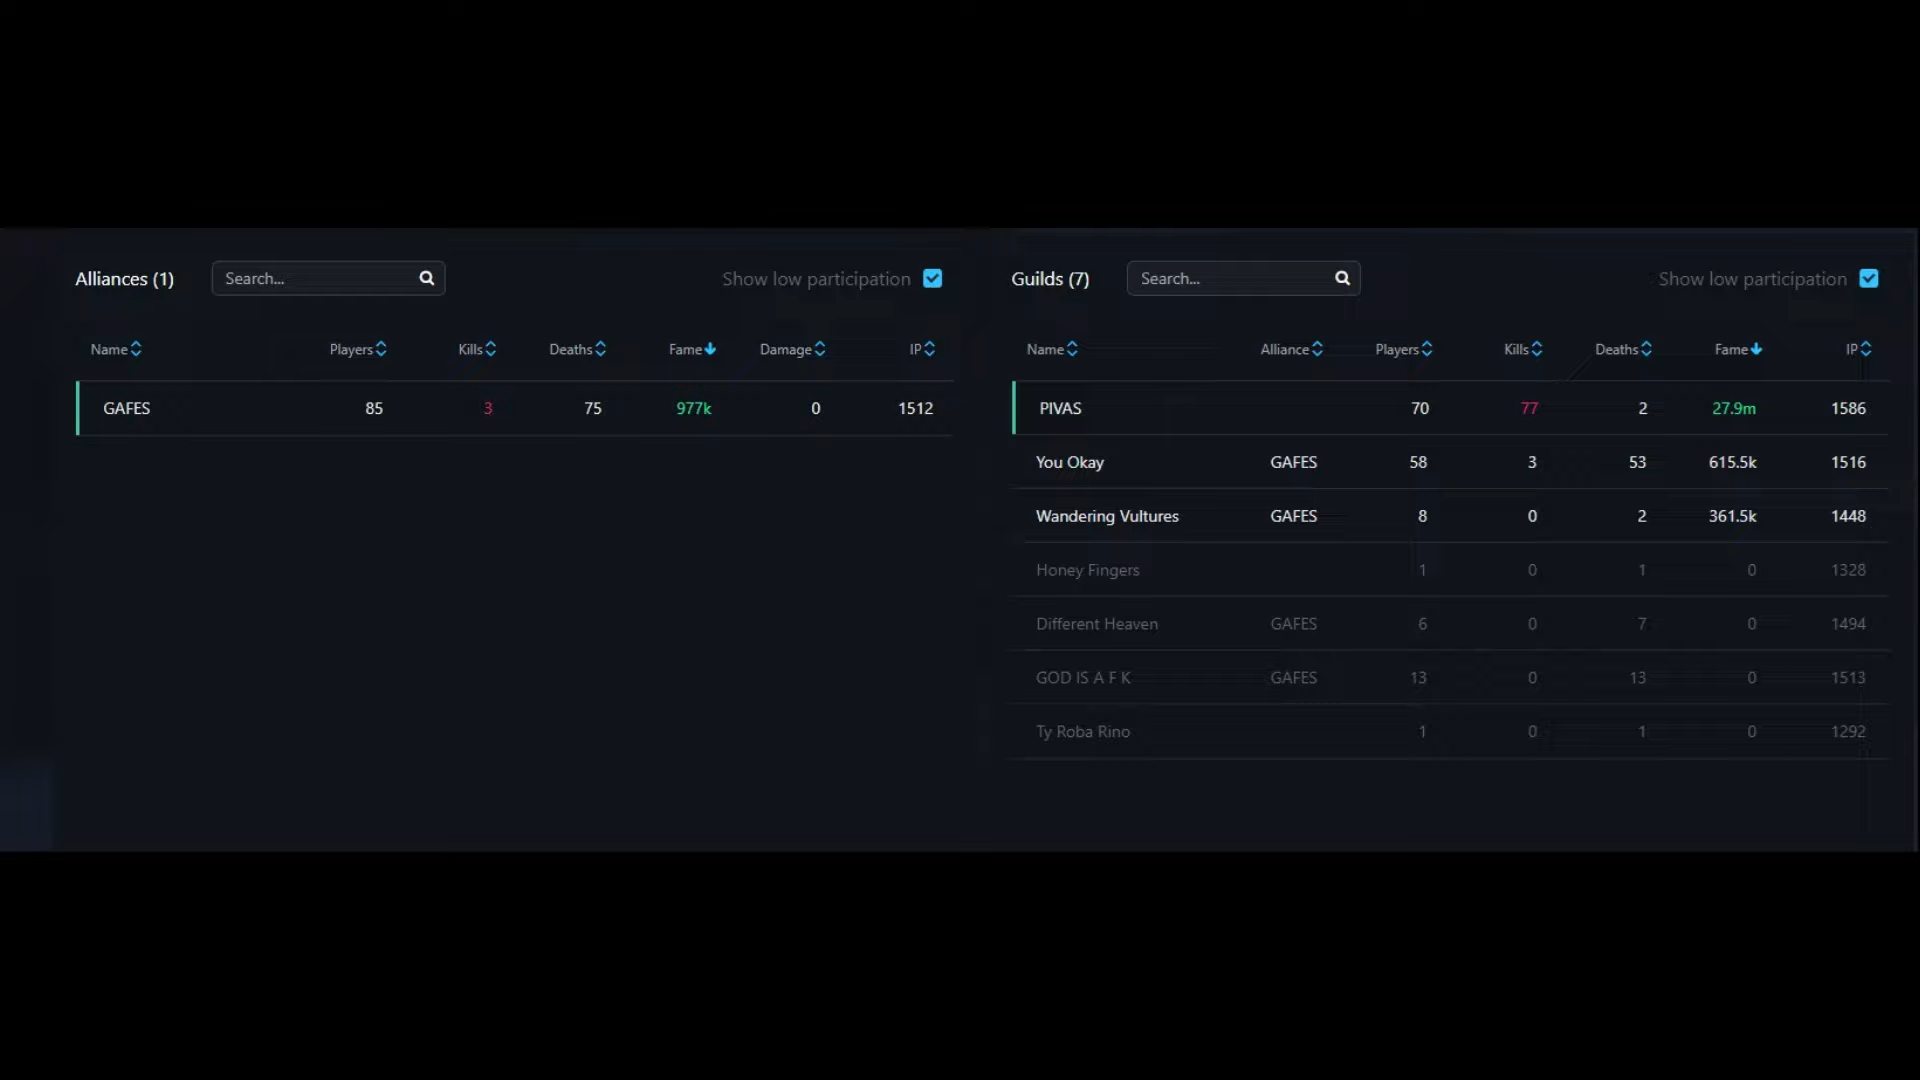 Alliances (1) Search... Show low participation
Name Players Kills Deaths Fame Damage IP
GAFES 85 3 75 977k 0 1512
Guilds (7) Search... Show low participation
Name Alliance Players Kills Deaths Fame IP
PIVAS 70 77 2 27.9m 1586
You Okay GAFES 58 3 53 615.5k 1516
Wandering Vultures GAFES 8 0 2 361.5k 1448
Honey Fingers 1 0 1 0 1328
Different Heaven GAFES 6 0 7 0 1494
GOD IS A F K GAFES 13 0 13 0 1513
Ty Roba Rino 1 0 1 0 1292